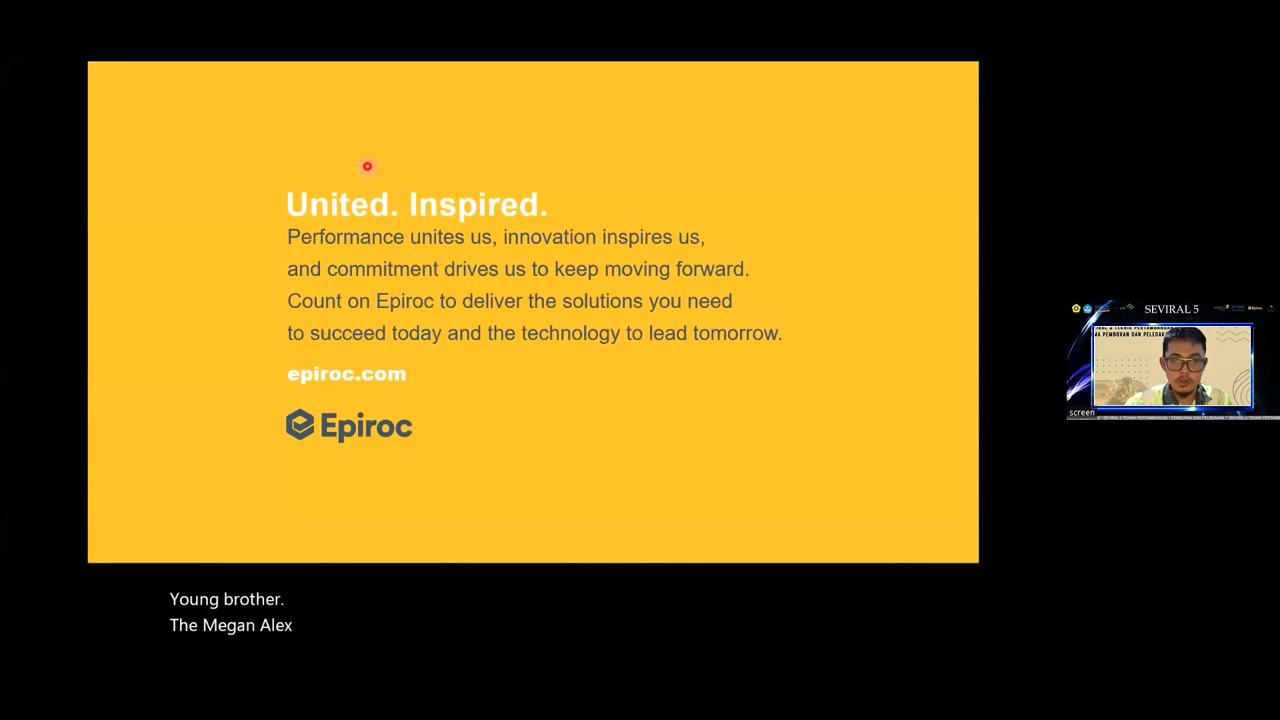 United. Inspired.
Performance unites us, innovation inspires us,
and commitment drives us to keep moving forward.
Count on Epiroc to deliver the solutions you need
to succeed today and the technology to lead tomorrow.
epiroc.com
Epiroc
SEVIRAL 5
screen
Young brother.
The Megan Alex